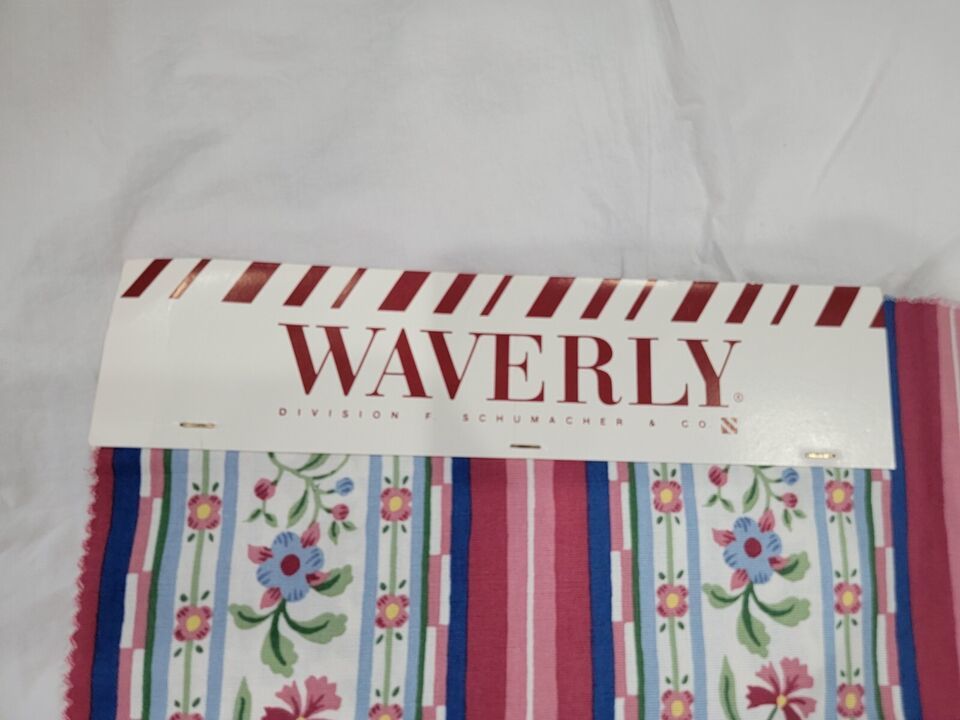 WAVERLY®
DIVISION F. SCHUMACHER & CO